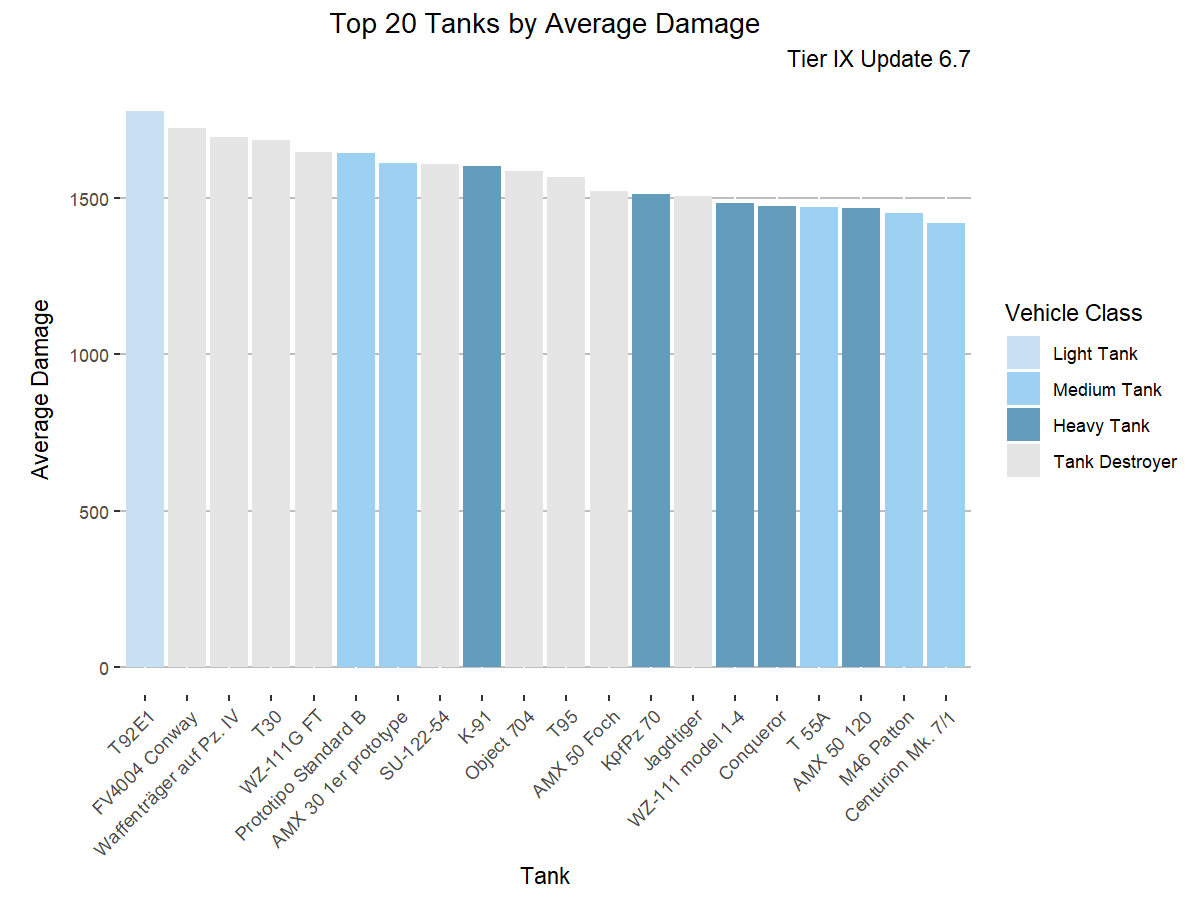 Top 20 Tanks by Average Damage
Tier IX Update 6.7
Average Damage
1500
1000
500
0
T92E1
FV4004 Conway
Waffenträger auf Pz. IV
T30
WZ-111G FT
Prototipo Standard B
AMX 30 1er prototype
SU-122-54
K-91
Object 704
T95
AMX 50 Foch
KpfPz 70
Jagdtiger
WZ-111 model 1-4
Conqueror
T 55A
AMX 50 120
M46 Patton
Centurion Mk. 7/1
Tank
Vehicle Class
Light Tank
Medium Tank
Heavy Tank
Tank Destroyer